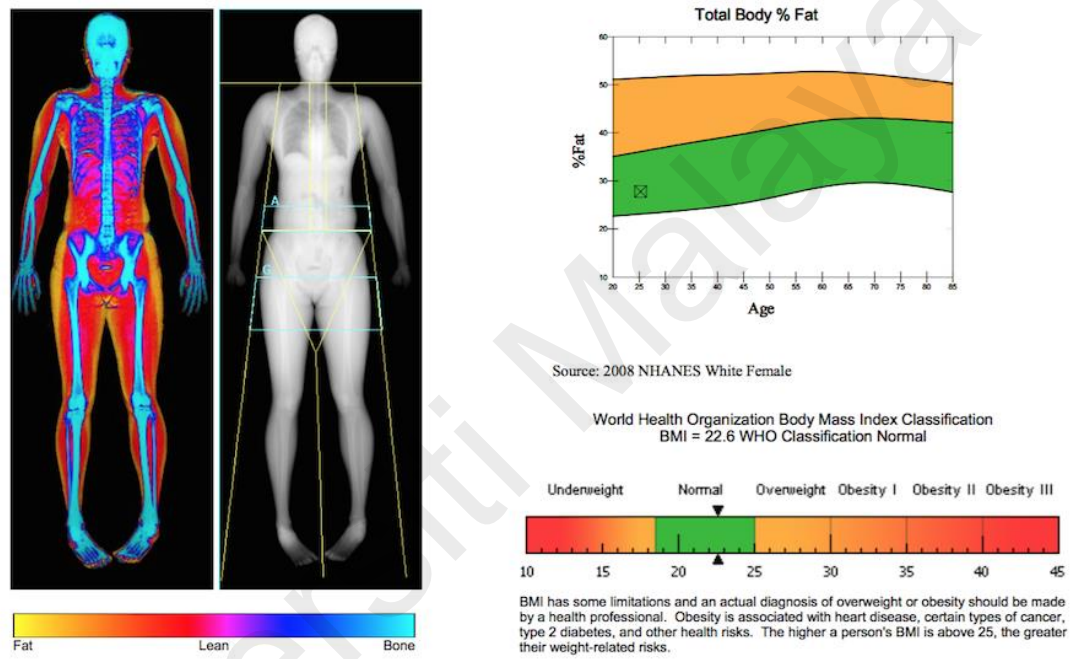 A
G
Fat Lean Bone
Total Body % Fat
%Fat
60
50
40
30
20
10
20 25 30 35 40 45 50 55 60 65 70 75 80 85
Age
Source: 2008 NHANES White Female
World Health Organization Body Mass Index Classification
BMI = 22.6 WHO Classification Normal
Underweight Normal Overweight Obesity I Obesity II Obesity III
10 15 20 25 30 35 40 45
BMI has some limitations and an actual diagnosis of overweight or obesity should be made
by a health professional. Obesity is associated with heart disease, certain types of cancer,
type 2 diabetes, and other health risks. The higher a person's BMI is above 25, the greater
their weight-related risks.
ersiti Malaya